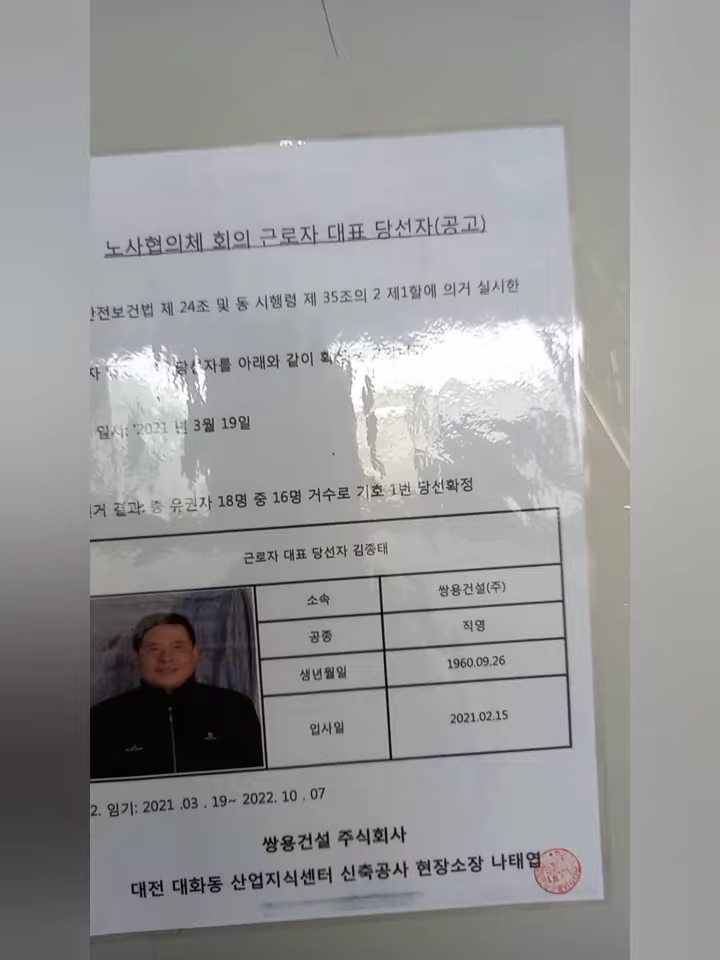 노사협의체 회의 근로자 대표 당선자(공고)
안전보건법 제 24조 및 동 시행령 제 35조의 2 제1할에 의거 실시한
당선자를 아래와 같이
일시: '2021 년 3월 19일
결과: 총 유권자 18명 중 16명 거수로 기호 1번 당선확정
근로자 대표 당선자 김종태
소속 쌍용건설(주)
공종 직영
생년월일 1960.09.26
입사일 2021.02.15
2. 임기: 2021 .03 . 19~ 2022. 10 . 07
쌍용건설 주식회사
대전 대화동 산업지식센터 신축공사 현장소장 나태엽